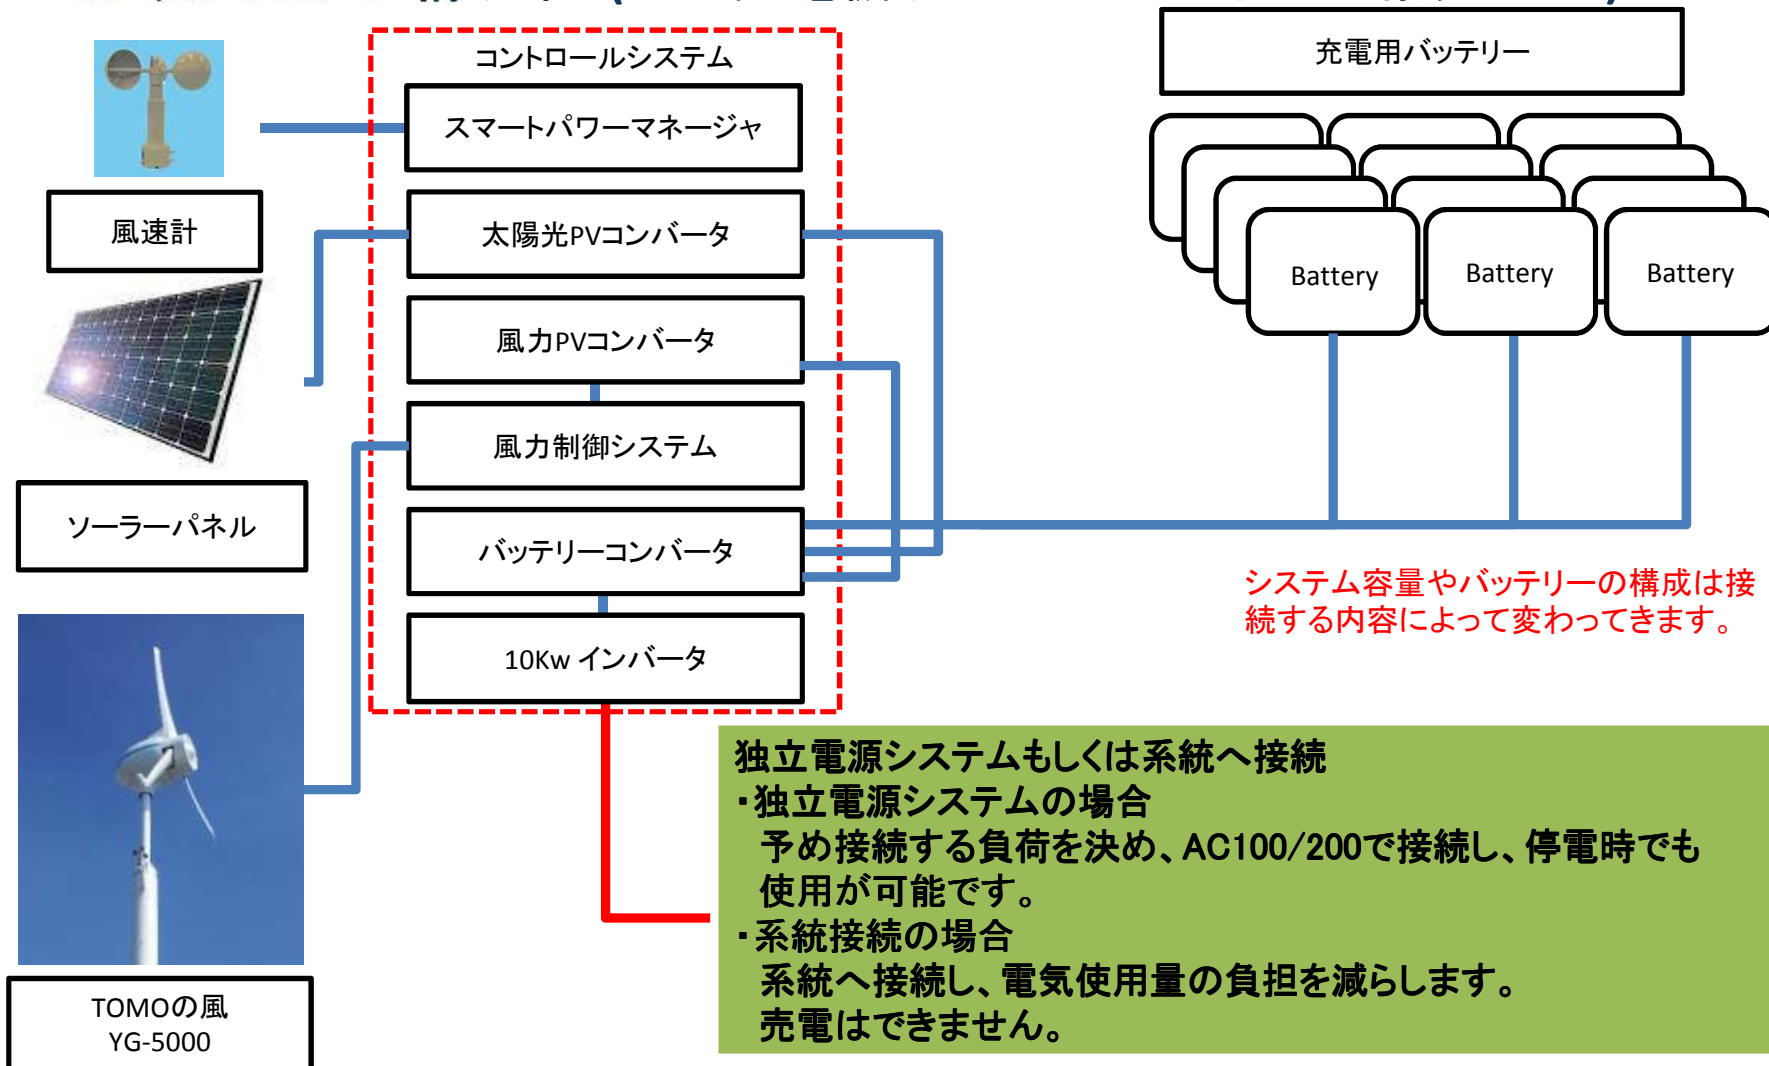 コントロールシステム
スマートパワーマネージャ
太陽光PVコンバータ
風力PVコンバータ
風力制御システム
バッテリーコンバータ
10Kw インバータ
風速計
ソーラーパネル
TOMOの風
YG-5000
充電用バッテリー
Battery
Battery
Battery
システム容量やバッテリーの構成は接
続する内容によって変わってきます。
独立電源システムもしくは系統へ接続
・独立電源システムの場合
予め接続する負荷を決め、AC100/200で接続し、停電時でも
使用が可能です。
・系統接続の場合
系統へ接続し、電気使用量の負担を減らします。
売電はできません。